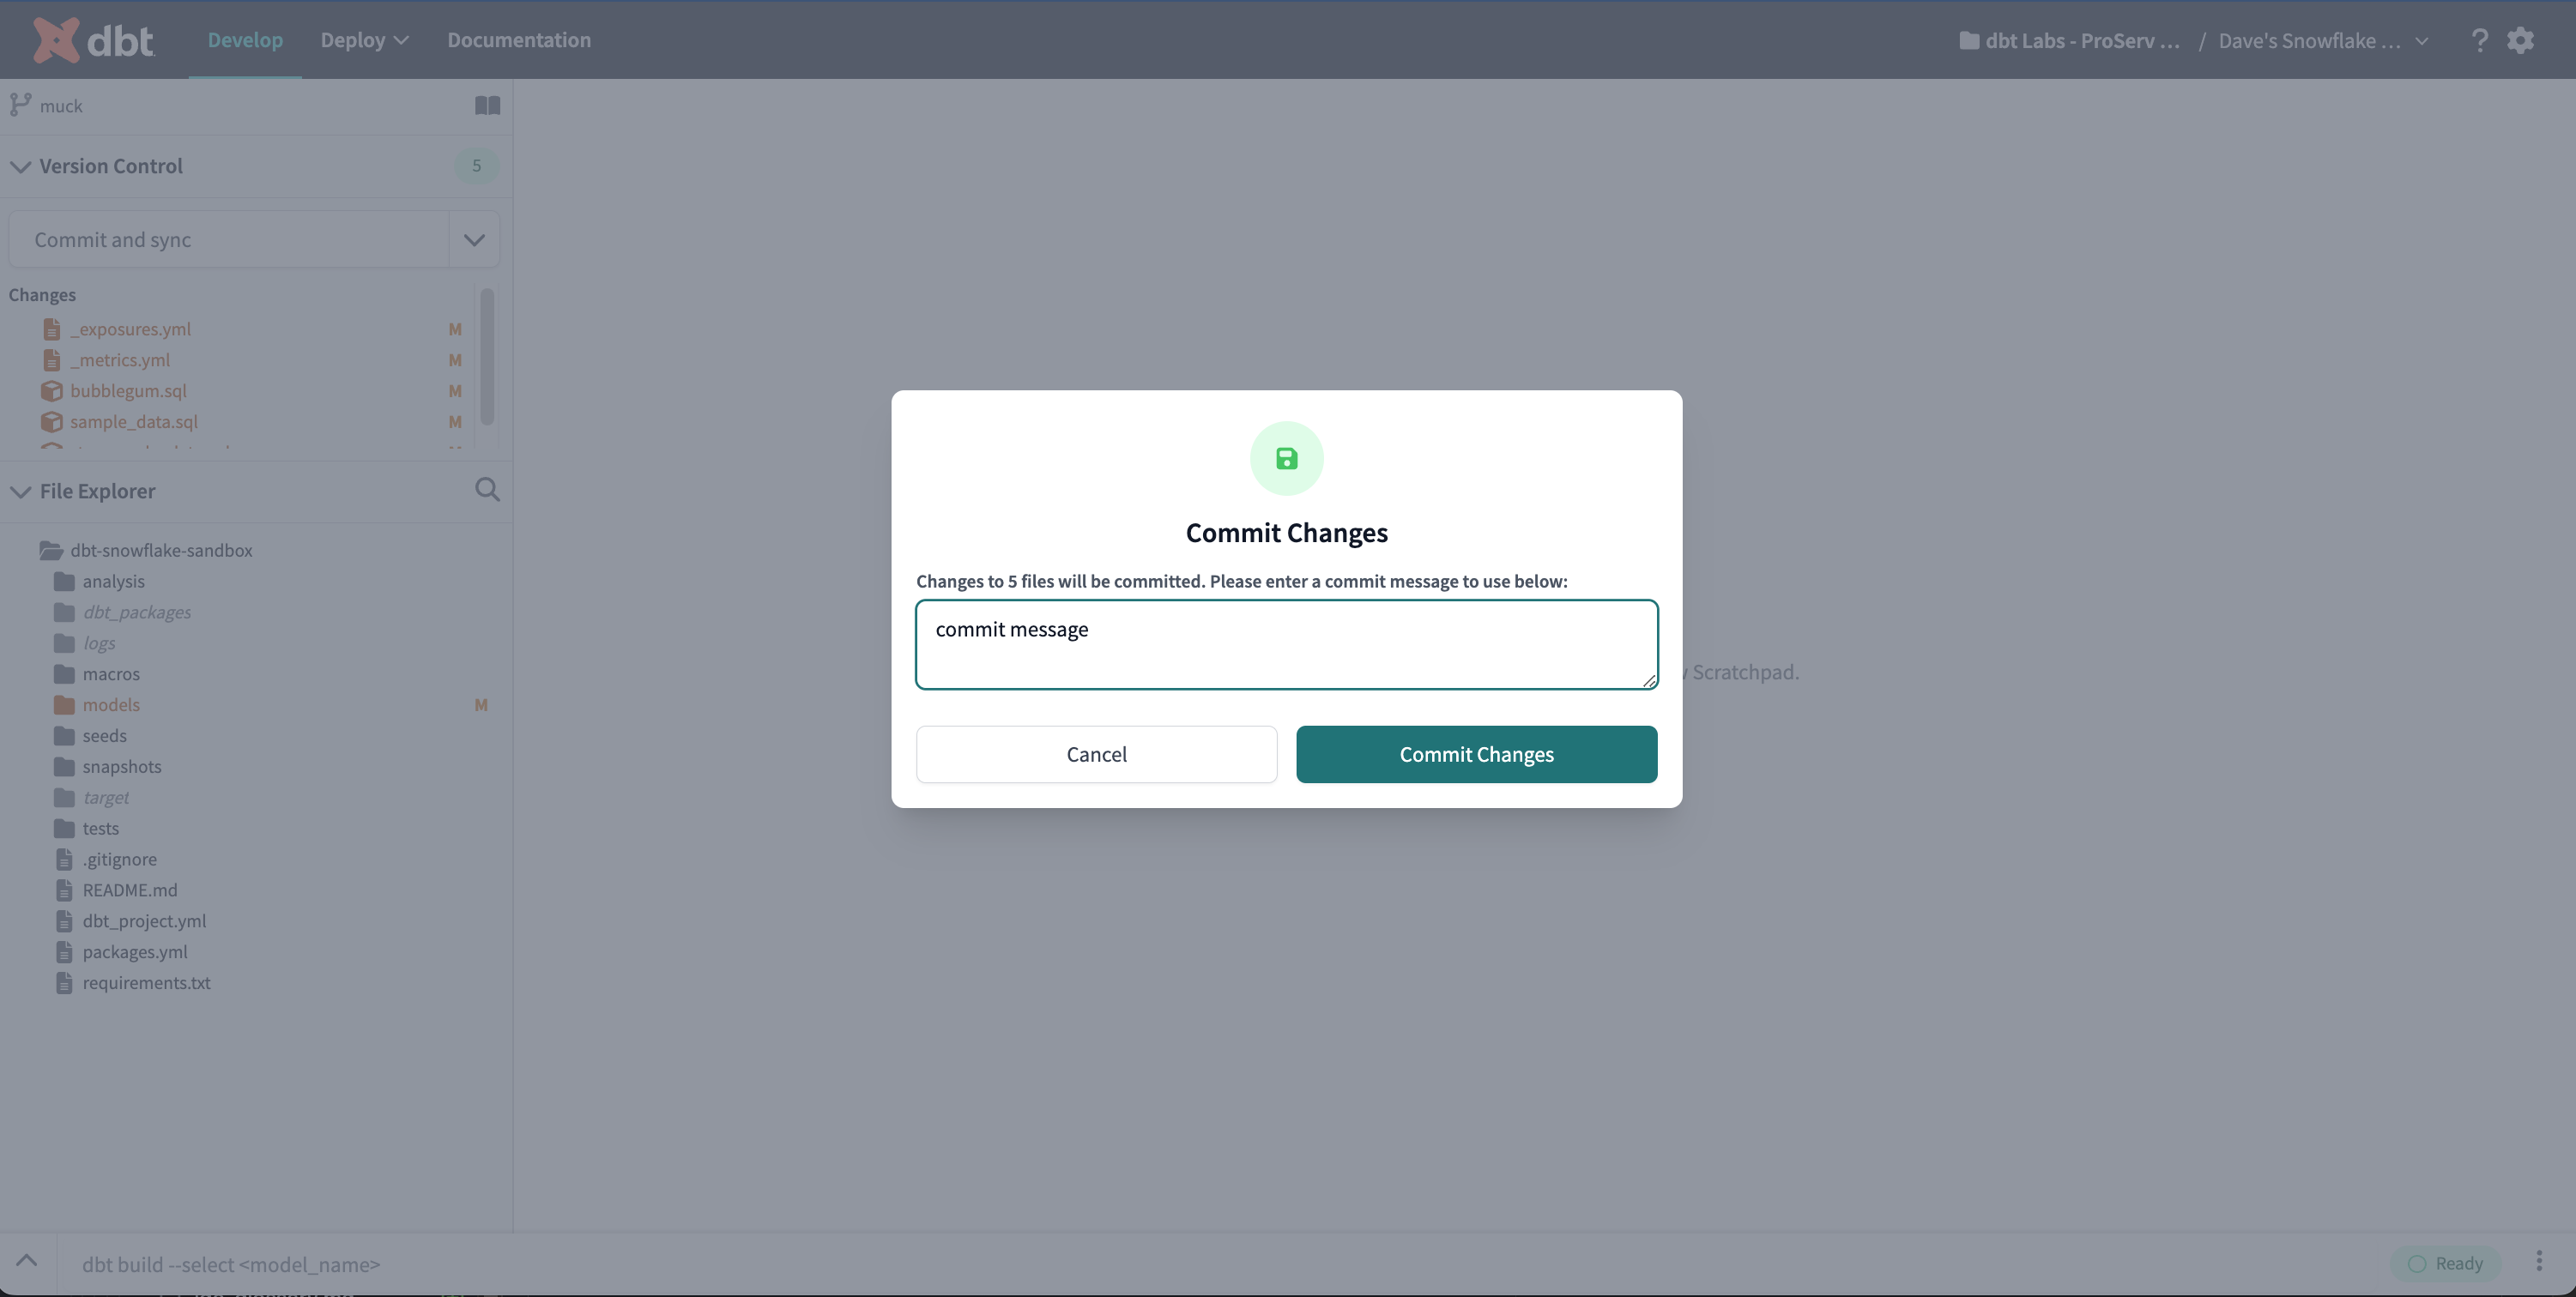 dbt Develop Deploy Documentation dbt Labs - ProServ ... / Dave's Snowflake ... ?
muck
Version Control 5
Commit and sync
Changes
_exposures.yml M
_metrics.yml M
bubblegum.sql M
sample_data.sql M
File Explorer
dbt-snowflake-sandbox
analysis
dbt_packages
logs
macros
models M
seeds
snapshots
target
tests
.gitignore
README.md
dbt_project.yml
packages.yml
requirements.txt
Commit Changes
Changes to 5 files will be committed. Please enter a commit message to use below:
commit message
Scratchpad.
Cancel Commit Changes
dbt build --select <model_name> Ready